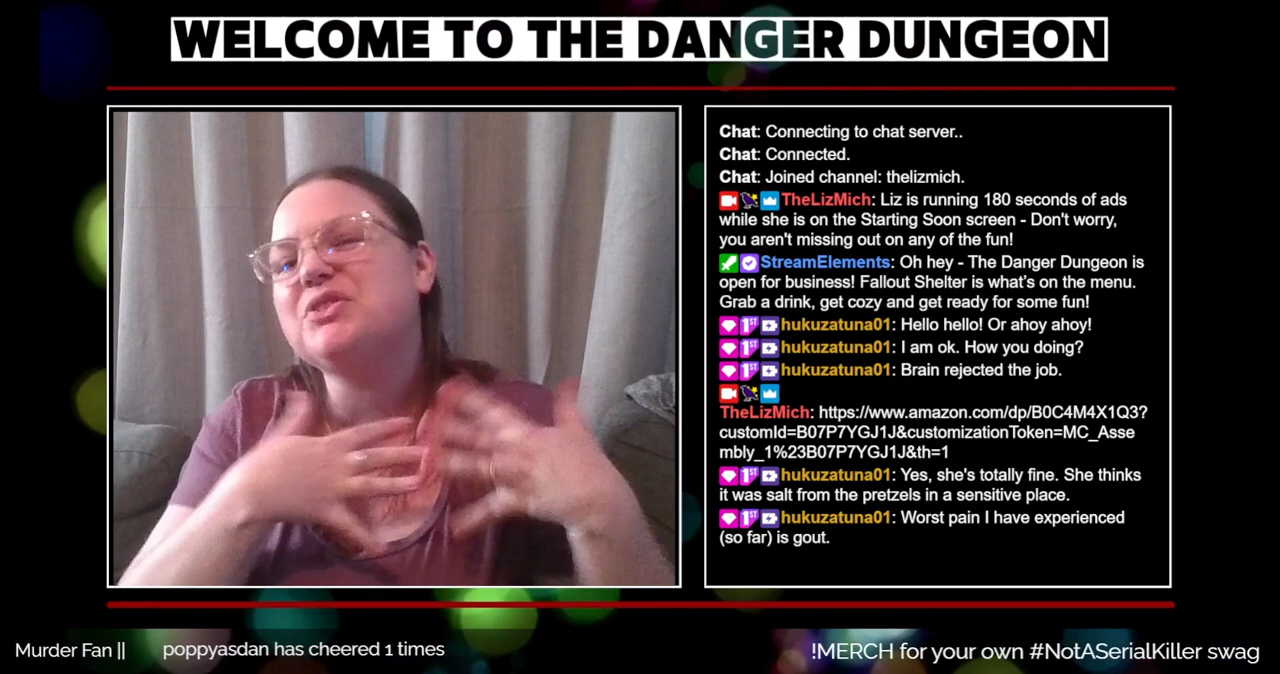 WELCOME TO THE DANGER DUNGEON
Chat: Connecting to chat server..
Chat: Connected.
Chat: Joined channel: thelizmich.
TheLizMich: Liz is running 180 seconds of ads
while she is on the Starting Soon screen - Don't worry,
you aren't missing out on any of the fun!
StreamElements: Oh hey - The Danger Dungeon is
open for business! Fallout Shelter is what's on the menu.
Grab a drink, get cozy and get ready for some fun!
1ST hukuzatuna01: Hello hello! Or ahoy ahoy!
1ST hukuzatuna01: I am ok. How you doing?
1ST hukuzatuna01: Brain rejected the job.
TheLizMich: https://www.amazon.com/dp/B0C4M4X1Q3?
customId=B07P7YGJ1J&customizationToken=MC_Asse
mbly_1%23B07P7YGJ1J&th=1
1ST hukuzatuna01: Yes, she's totally fine. She thinks
it was salt from the pretzels in a sensitive place.
1ST hukuzatuna01: Worst pain I have experienced
(so far) is gout.
Murder Fan || poppyasdan has cheered 1 times
!MERCH for your own #NotASerialKiller swag